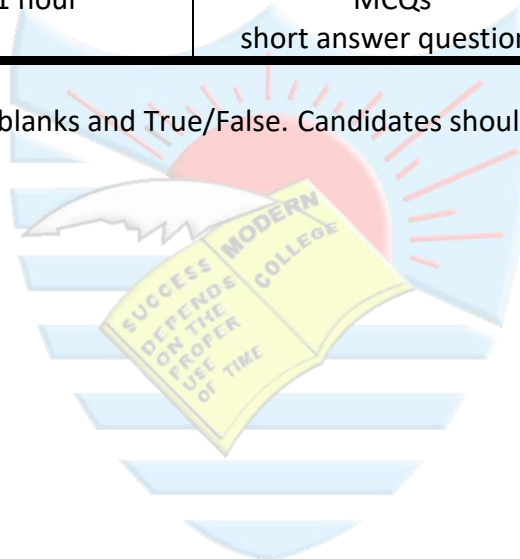 1 hour
MCQs
short answer question
blanks and True/False. Candidates shoul
SUCCESS
DEPENDS
ON THE
PROPER
USE
OF TIME
MODERN
COLLEGE